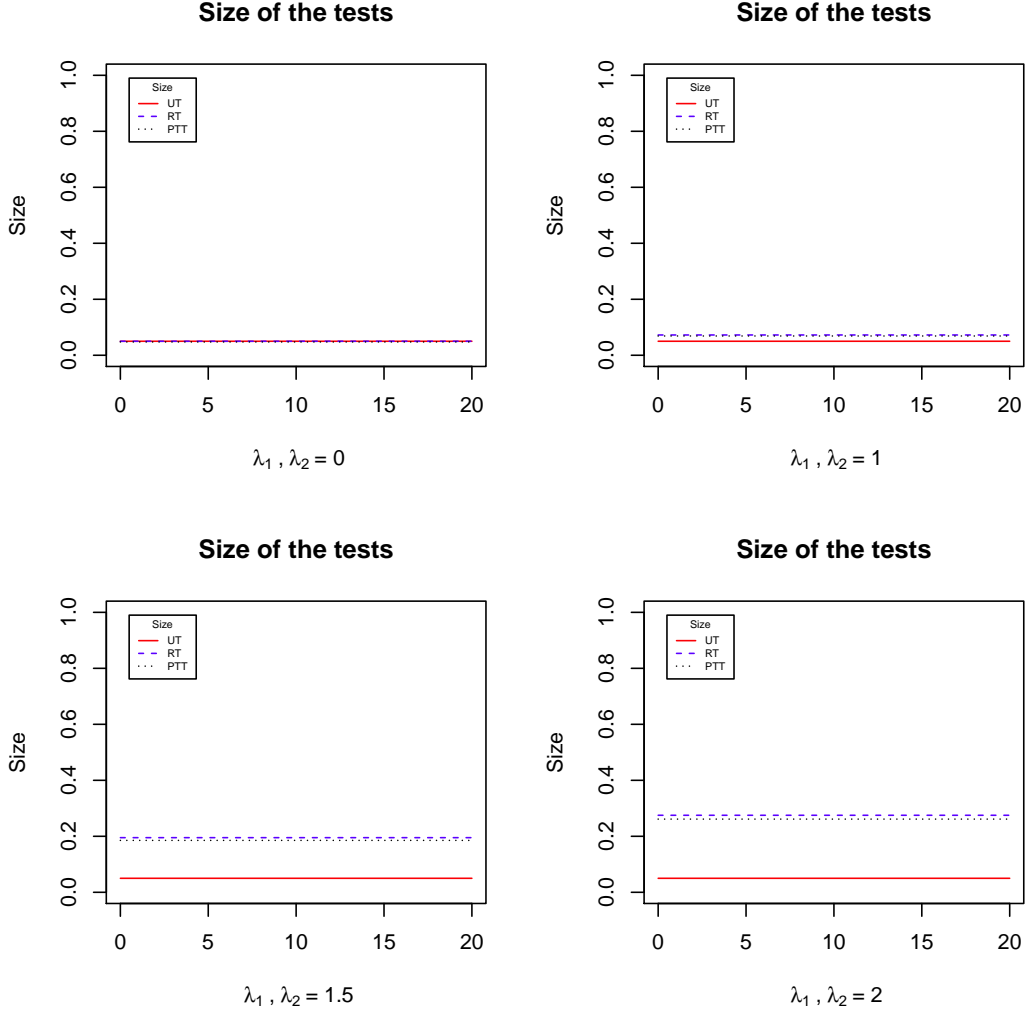 Size of the tests
Size
1.0
0.8
0.6
0.4
0.2
0.0
Size
UT
RT
PTT
0 5 10 15 20
λ1 , λ2 = 0
Size of the tests
Size
1.0
0.8
0.6
0.4
0.2
0.0
Size
UT
RT
PTT
0 5 10 15 20
λ1 , λ2 = 1
Size of the tests
Size
1.0
0.8
0.6
0.4
0.2
0.0
Size
UT
RT
PTT
0 5 10 15 20
λ1 , λ2 = 1.5
Size of the tests
Size
1.0
0.8
0.6
0.4
0.2
0.0
Size
UT
RT
PTT
0 5 10 15 20
λ1 , λ2 = 2